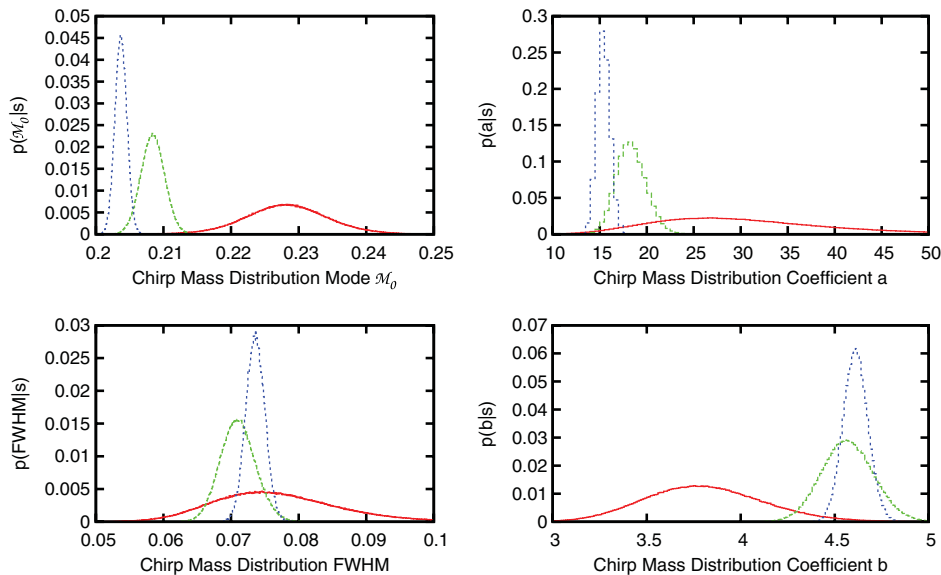 0.05
0.045
0.04
0.035
0.03
0.025
0.02
0.015
0.01
0.005
0
p(ℳ₀|s)
0.2 0.21 0.22 0.23 0.24 0.25
Chirp Mass Distribution Mode ℳ₀
0.3
0.25
0.2
0.15
0.1
0.05
0
p(a|s)
10 15 20 25 30 35 40 45 50
Chirp Mass Distribution Coefficient a
0.03
0.025
0.02
0.015
0.01
0.005
0
p(FWHM|s)
0.05 0.06 0.07 0.08 0.09 0.1
Chirp Mass Distribution FWHM
0.07
0.06
0.05
0.04
0.03
0.02
0.01
0
p(b|s)
3 3.5 4 4.5 5
Chirp Mass Distribution Coefficient b